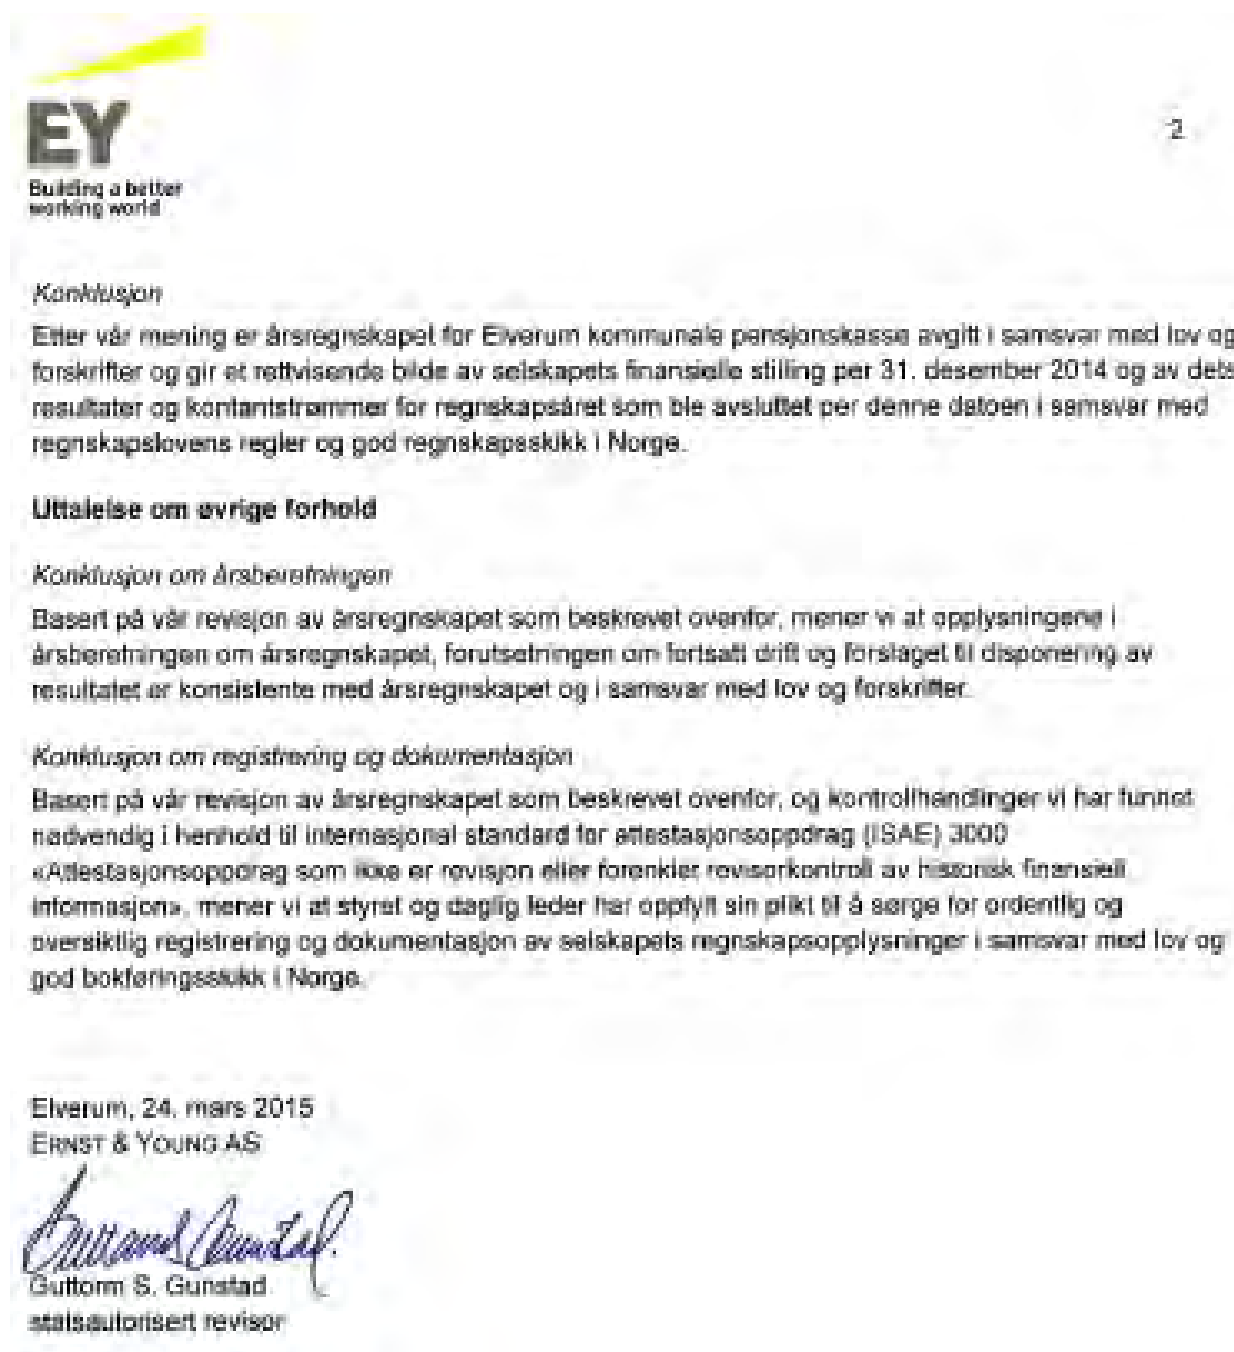 EY
2
Building a better
working world
Konklusjon
Etter vår mening er årsregnskapet for Elverum kommunale pensjonskasse avgitt i samsvar med lov og
forskrifter og gir et rettvisende bilde av selskapets finansielle stilling per 31. desember 2014 og av dets
resultater og kontantstrømmer for regnskapsåret som ble avsluttet per denne datoen i samsvar med
regnskapslovens regler og god regnskapsskikk i Norge.
Uttalelse om øvrige forhold
Konklusjon om årsberetningen
Basert på vår revisjon av årsregnskapet som beskrevet ovenfor, mener vi at opplysningene i
årsberetningen om årsregnskapet, forutsetningen om fortsatt drift og forslaget til disponering av
resultatet er konsistente med årsregnskapet og i samsvar med lov og forskrifter.
Konklusjon om registrering og dokumentasjon
Basert på vår revisjon av årsregnskapet som beskrevet ovenfor, og kontrollhandlinger vi har funnet
nødvendig i henhold til internasjonal standard for attestasjonsoppdrag (ISAE) 3000
«Attestasjonsoppdrag som ikke er revisjon eller forenklet revisorkontroll av historisk finansiell
informasjon», mener vi at styret og daglig leder har oppfylt sin plikt til å sørge for ordentlig og
oversiktlig registrering og dokumentasjon av selskapets regnskapsopplysninger i samsvar med lov og
god bokføringsskikk i Norge.
Elverum, 24. mars 2015
ERNST & YOUNG AS
Guttorm S. Gunstad
statsautorisert revisor